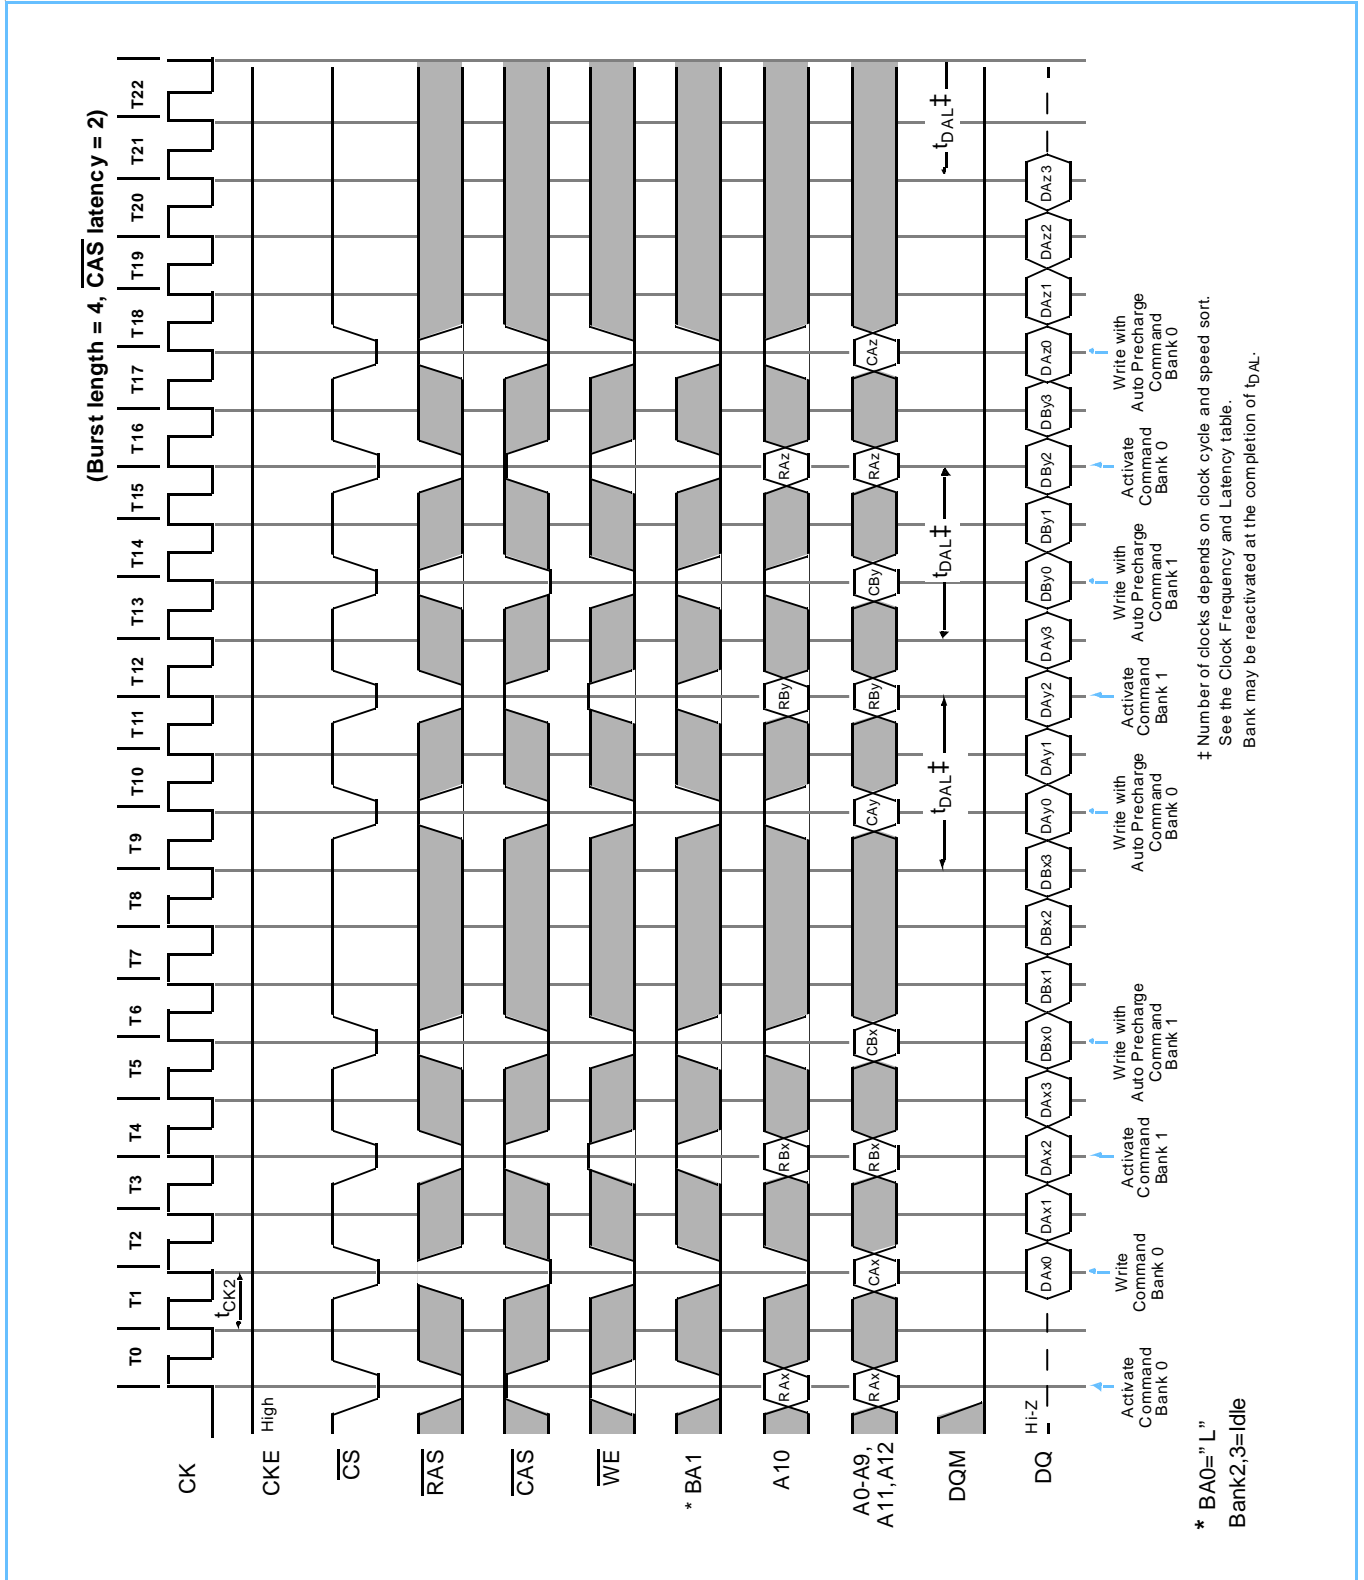 (Burst length = 4, CAS latency = 2)
T0 T1 T2 T3 T4 T5 T6 T7 T8 T9 T10 T11 T12 T13 T14 T15 T16 T17 T18 T19 T20 T21 T22
CK
tCK2
CKE
High
CS
RAS
CAS
WE
* BA1
A10
RAx RBx RBy RAz
A0-A9,
A11, A12
RAx CAx RBx CBx CAy RBy CBy RAz CAz
DQM
tDAL‡ tDAL‡ tDAL‡
DQ
Hi-Z
DAx0 DAx1 DAx2 DAx3 DBx0 DBx1 DBx2 DBx3 DAy0 DAy1 DAy2 DAy3 DBy0 DBy1 DBy2 DBy3 DAz0 DAz1 DAz2 DAz3
Activate
Command
Bank 0
Write
Command
Bank 0
Activate
Command
Bank 1
Write with
Auto Precharge
Command
Bank 1
Write with
Auto Precharge
Command
Bank 0
Activate
Command
Bank 1
Write with
Auto Precharge
Command
Bank 1
Activate
Command
Bank 0
Write with
Auto Precharge
Command
Bank 0
* BA0="L"
Bank2,3=Idle
‡ Number of clocks depends on clock cycle and speed sort.
See the Clock Frequency and Latency table.
Bank may be reactivated at the completion of tDAL.